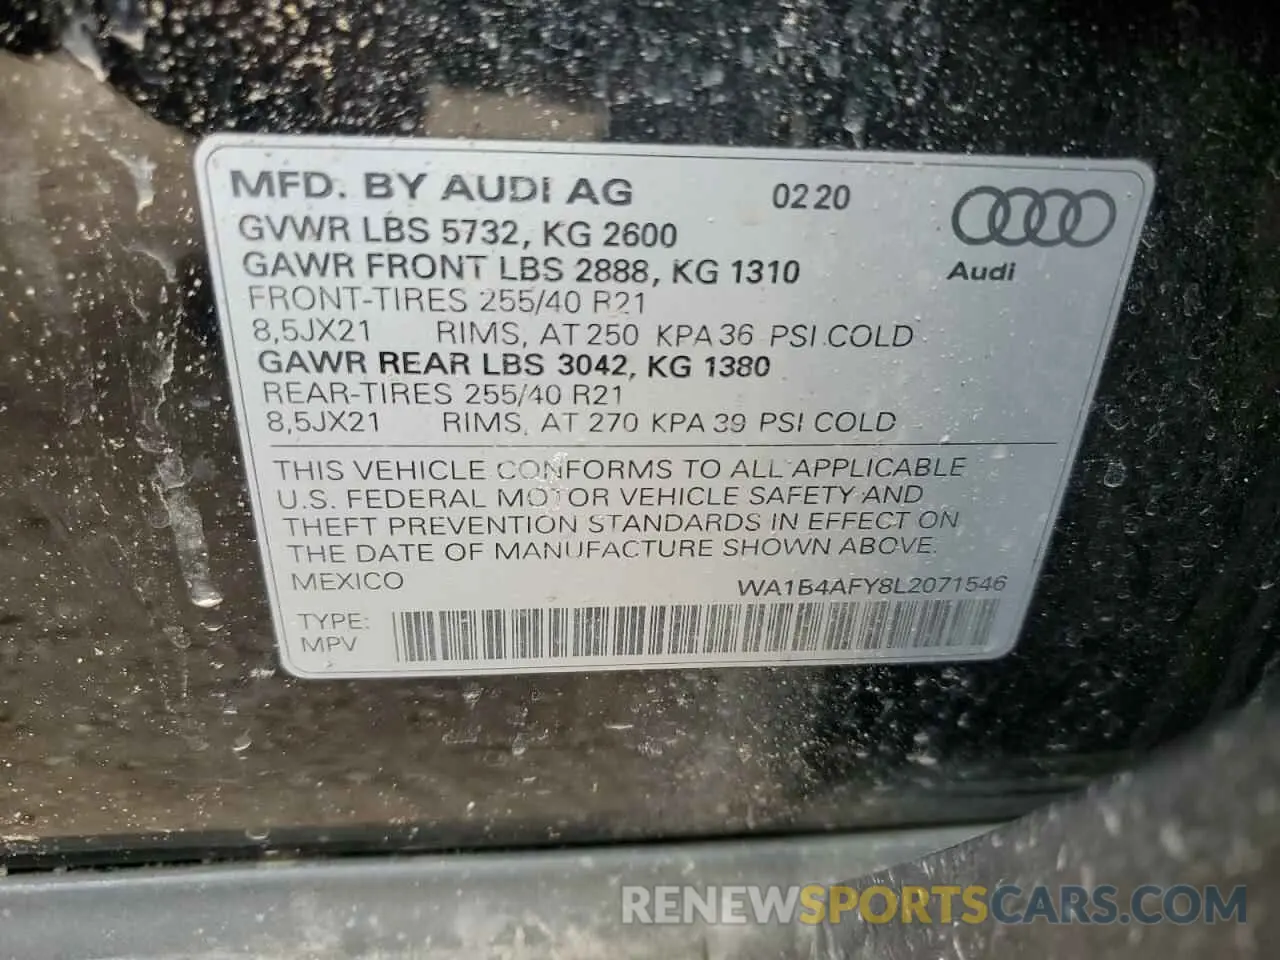 MFD. BY AUDI AG 02 20
GVWR LBS 5732, KG 2600
GAWR FRONT LBS 2888, KG 1310
Audi
FRONT-TIRES 255/40 R21
8,5JX21 RIMS, AT 250 KPA 36 PSI COLD
GAWR REAR LBS 3042, KG 1380
REAR-TIRES 255/40 R21
8,5JX21 RIMS, AT 270 KPA 39 PSI COLD
THIS VEHICLE CONFORMS TO ALL APPLICABLE
U.S. FEDERAL MOTOR VEHICLE SAFETY AND
THEFT PREVENTION STANDARDS IN EFFECT ON
THE DATE OF MANUFACTURE SHOWN ABOVE.
MEXICO WA1B4AFY8L2071546
TYPE:
MPV
RENEWSPORTSCARS.COM